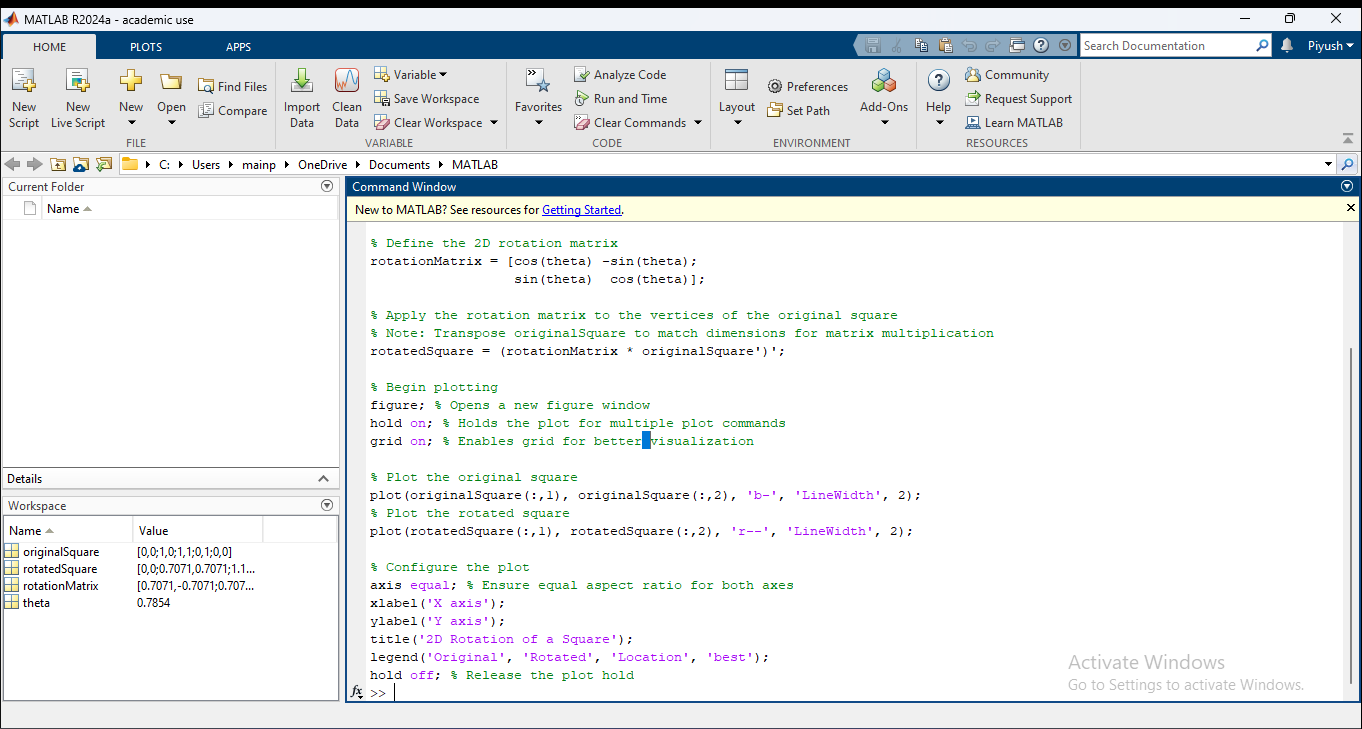 MATLAB R2024a - academic use
HOME PLOTS APPS
Search Documentation
Piyush
New Script
New Live Script
New
Open
Find Files
Compare
Import Data
Clean Data
Variable
Save Workspace
Clear Workspace
Favorites
Analyze Code
Run and Time
Clear Commands
Layout
Preferences
Set Path
Add-Ons
Help
Community
Request Support
Learn MATLAB
FILE VARIABLE CODE ENVIRONMENT RESOURCES
C: Users mainp OneDrive Documents MATLAB
Current Folder
Name
Details
Workspace
Name Value
originalSquare [0,0;1,0;1,1;0,1;0,0]
rotatedSquare [0,0;0.7071,0.7071;1.1...
rotationMatrix [0.7071,-0.7071;0.707...
theta 0.7854
Command Window
New to MATLAB? See resources for Getting Started.
% Define the 2D rotation matrix
rotationMatrix = [cos(theta) -sin(theta);
sin(theta) cos(theta)];
% Apply the rotation matrix to the vertices of the original square
% Note: Transpose originalSquare to match dimensions for matrix multiplication
rotatedSquare = (rotationMatrix * originalSquare')';
% Begin plotting
figure; % Opens a new figure window
hold on; % Holds the plot for multiple plot commands
grid on; % Enables grid for better visualization
% Plot the original square
plot(originalSquare(:,1), originalSquare(:,2), 'b-', 'LineWidth', 2);
% Plot the rotated square
plot(rotatedSquare(:,1), rotatedSquare(:,2), 'r--', 'LineWidth', 2);
% Configure the plot
axis equal; % Ensure equal aspect ratio for both axes
xlabel('X axis');
ylabel('Y axis');
title('2D Rotation of a Square');
legend('Original', 'Rotated', 'Location', 'best');
hold off; % Release the plot hold
fx >>
Activate Windows
Go to Settings to activate Windows.